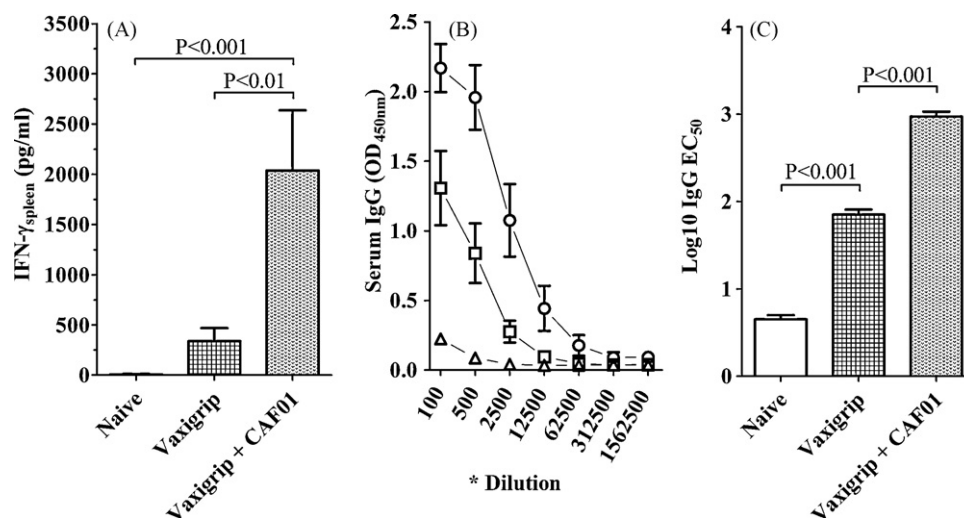 (A)
IFN-γspleen (pg/ml)
3500
3000
2500
2000
1500
1000
500
0
P<0.001
P<0.01
Naive
Vaxigrip
Vaxigrip + CAF01
(B)
Serum IgG (OD450nm)
2.5
2.0
1.5
1.0
0.5
0.0
100
500
2500
12500
62500
312500
1562500
* Dilution
(C)
Log10 IgG EC50
4
3
2
1
0
P<0.001
P<0.001
Naive
Vaxigrip
Vaxigrip + CAF01